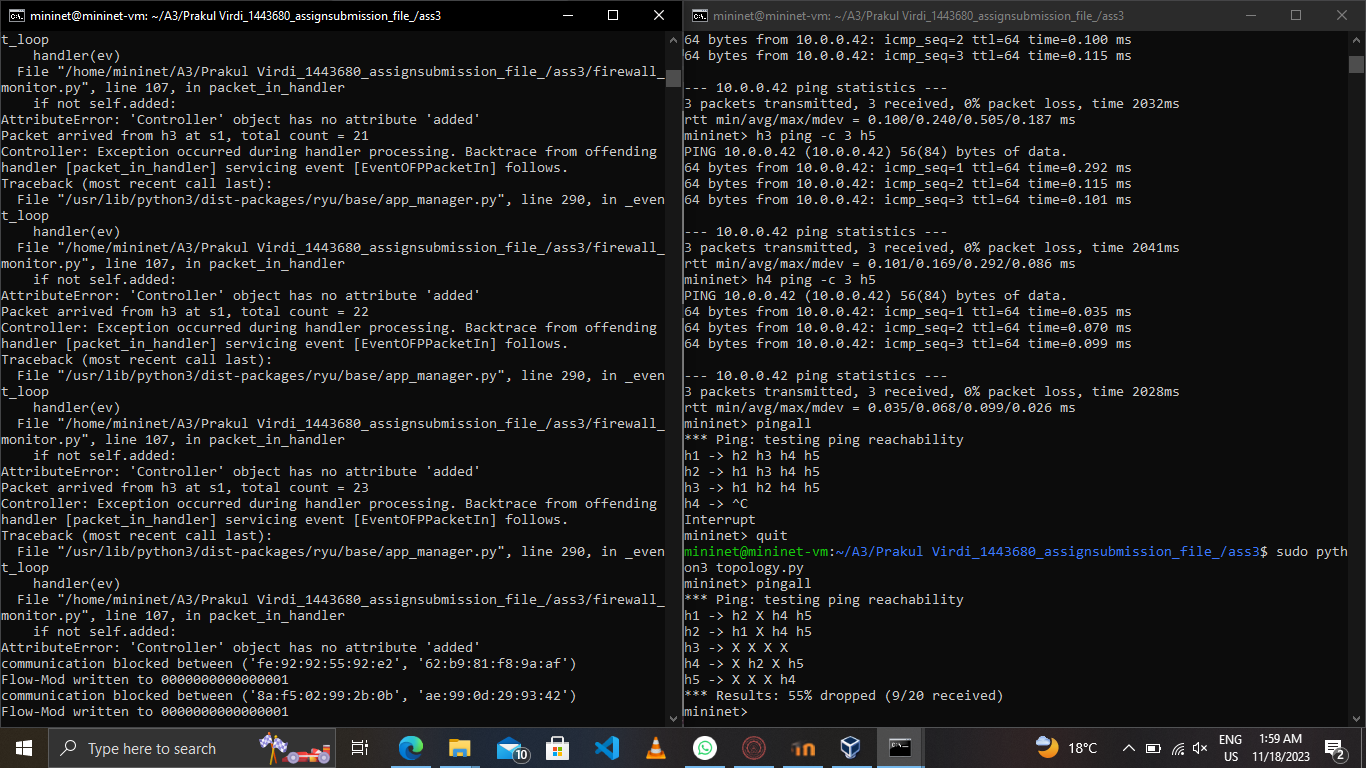 mininet@mininet-vm: ~/A3/Prakul Virdi_1443680_assignsubmission_file_/ass3
t_loop
    handler(ev)
  File "/home/mininet/A3/Prakul Virdi_1443680_assignsubmission_file_/ass3/firewall_
monitor.py", line 107, in packet_in_handler
    if not self.added:
AttributeError: 'Controller' object has no attribute 'added'
Packet arrived from h3 at s1, total count = 21
Controller: Exception occurred during handler processing. Backtrace from offending
handler [packet_in_handler] servicing event [EventOFPPacketIn] follows.
Traceback (most recent call last):
  File "/usr/lib/python3/dist-packages/ryu/base/app_manager.py", line 290, in _even
t_loop
    handler(ev)
  File "/home/mininet/A3/Prakul Virdi_1443680_assignsubmission_file_/ass3/firewall_
monitor.py", line 107, in packet_in_handler
    if not self.added:
AttributeError: 'Controller' object has no attribute 'added'
Packet arrived from h3 at s1, total count = 22
Controller: Exception occurred during handler processing. Backtrace from offending
handler [packet_in_handler] servicing event [EventOFPPacketIn] follows.
Traceback (most recent call last):
  File "/usr/lib/python3/dist-packages/ryu/base/app_manager.py", line 290, in _even
t_loop
    handler(ev)
  File "/home/mininet/A3/Prakul Virdi_1443680_assignsubmission_file_/ass3/firewall_
monitor.py", line 107, in packet_in_handler
    if not self.added:
AttributeError: 'Controller' object has no attribute 'added'
Packet arrived from h3 at s1, total count = 23
Controller: Exception occurred during handler processing. Backtrace from offending
handler [packet_in_handler] servicing event [EventOFPPacketIn] follows.
Traceback (most recent call last):
  File "/usr/lib/python3/dist-packages/ryu/base/app_manager.py", line 290, in _even
t_loop
    handler(ev)
  File "/home/mininet/A3/Prakul Virdi_1443680_assignsubmission_file_/ass3/firewall_
monitor.py", line 107, in packet_in_handler
    if not self.added:
AttributeError: 'Controller' object has no attribute 'added'
communication blocked between ('fe:92:92:55:92:e2', '62:b9:81:f8:9a:af')
Flow-Mod written to 0000000000000001
communication blocked between ('8a:f5:02:99:2b:0b', 'ae:99:0d:29:93:42')
Flow-Mod written to 0000000000000001
mininet@mininet-vm: ~/A3/Prakul Virdi_1443680_assignsubmission_file_/ass3
64 bytes from 10.0.0.42: icmp_seq=2 ttl=64 time=0.100 ms
64 bytes from 10.0.0.42: icmp_seq=3 ttl=64 time=0.115 ms
--- 10.0.0.42 ping statistics ---
3 packets transmitted, 3 received, 0% packet loss, time 2032ms
rtt min/avg/max/mdev = 0.100/0.240/0.505/0.187 ms
mininet> h3 ping -c 3 h5
PING 10.0.0.42 (10.0.0.42) 56(84) bytes of data.
64 bytes from 10.0.0.42: icmp_seq=1 ttl=64 time=0.292 ms
64 bytes from 10.0.0.42: icmp_seq=2 ttl=64 time=0.115 ms
64 bytes from 10.0.0.42: icmp_seq=3 ttl=64 time=0.101 ms
--- 10.0.0.42 ping statistics ---
3 packets transmitted, 3 received, 0% packet loss, time 2041ms
rtt min/avg/max/mdev = 0.101/0.169/0.292/0.086 ms
mininet> h4 ping -c 3 h5
PING 10.0.0.42 (10.0.0.42) 56(84) bytes of data.
64 bytes from 10.0.0.42: icmp_seq=1 ttl=64 time=0.035 ms
64 bytes from 10.0.0.42: icmp_seq=2 ttl=64 time=0.070 ms
64 bytes from 10.0.0.42: icmp_seq=3 ttl=64 time=0.099 ms
--- 10.0.0.42 ping statistics ---
3 packets transmitted, 3 received, 0% packet loss, time 2028ms
rtt min/avg/max/mdev = 0.035/0.068/0.099/0.026 ms
mininet> pingall
*** Ping: testing ping reachability
h1 -> h2 h3 h4 h5
h2 -> h1 h3 h4 h5
h3 -> h1 h2 h4 h5
h4 -> ^C
Interrupt
mininet> quit
mininet@mininet-vm:~/A3/Prakul Virdi_1443680_assignsubmission_file_/ass3$ sudo pyth
on3 topology.py
mininet> pingall
*** Ping: testing ping reachability
h1 -> h2 X h4 h5
h2 -> h1 X h4 h5
h3 -> X X X X
h4 -> X h2 X h5
h5 -> X X X h4
*** Results: 55% dropped (9/20 received)
mininet>
Type here to search
10
18°C
ENG
US
1:59 AM
11/18/2023
2